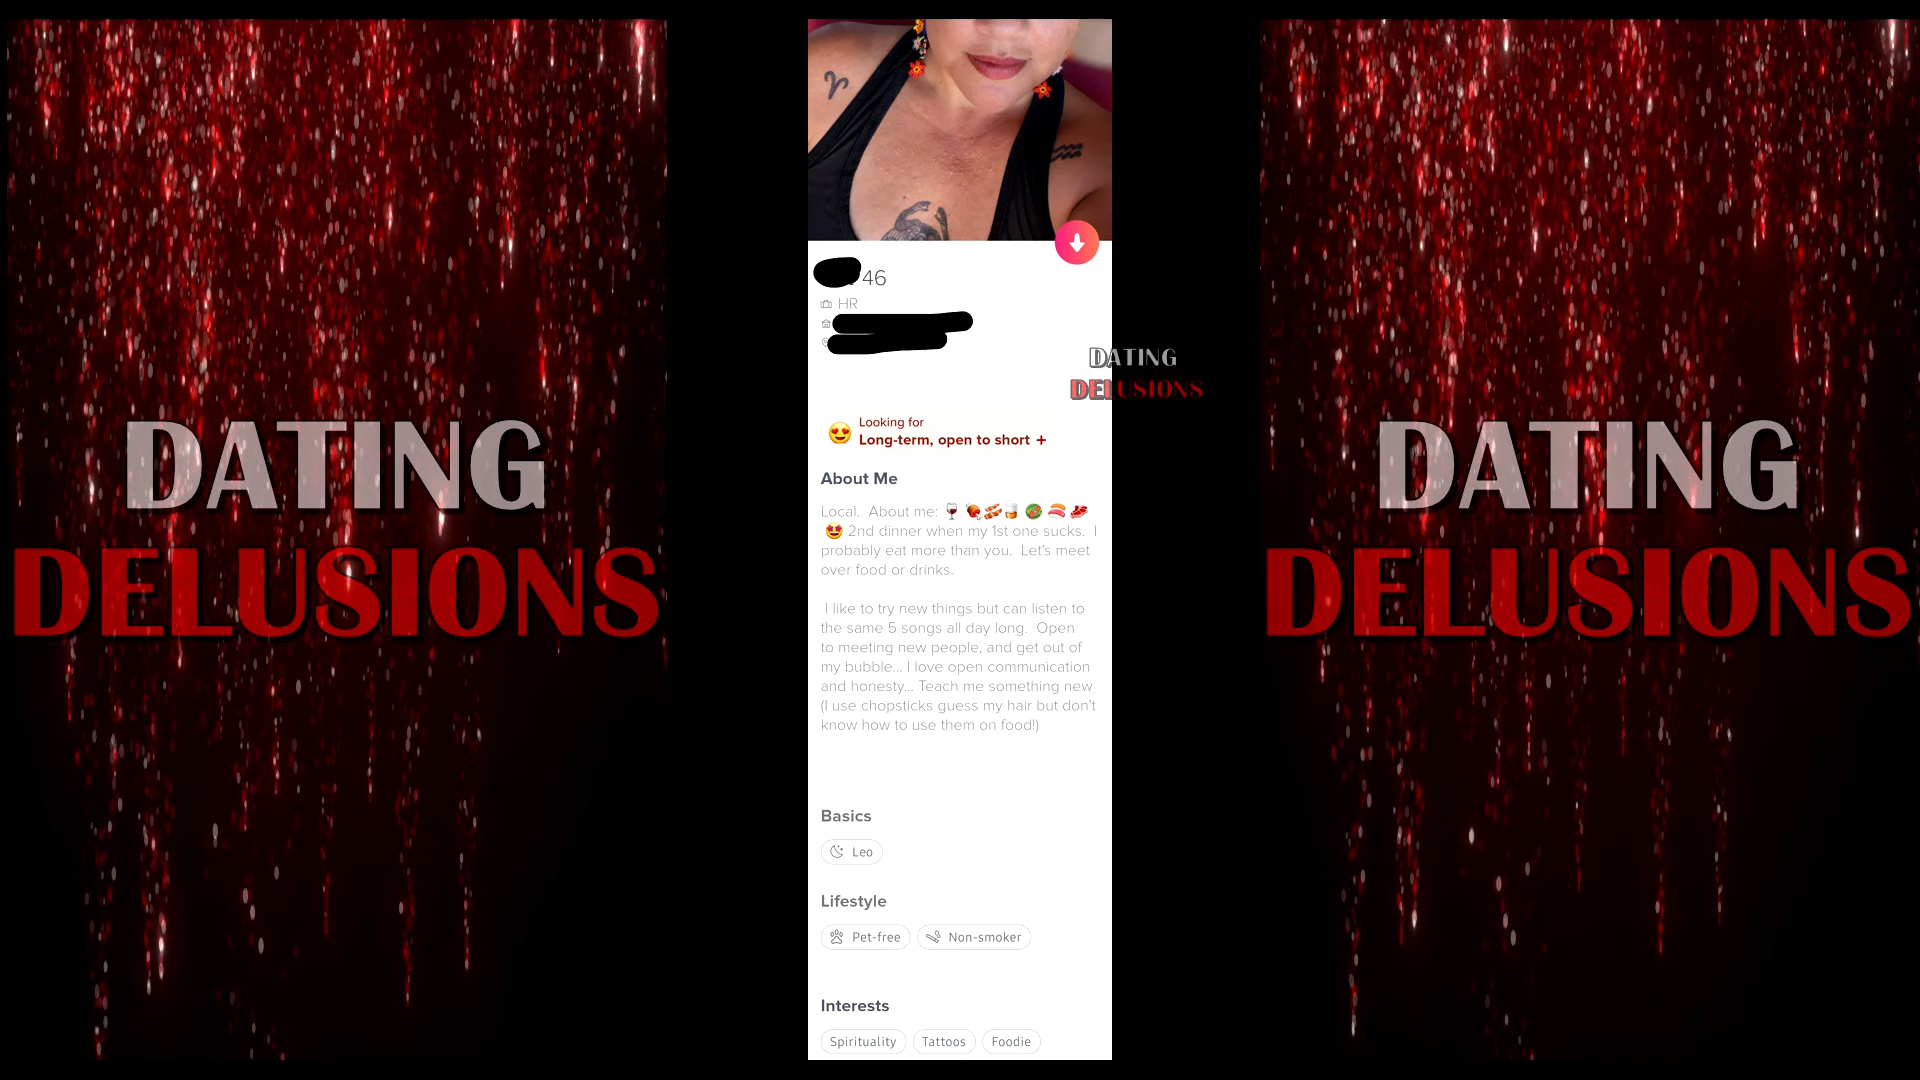 DATING
DELUSIONS
46
HR
DATING
DELUSIONS
Looking for
Long-term, open to short +
About Me
Local. About me: 🍷 🍖🥓🍻 🥗 🍣 🥩
🤩 2nd dinner when my 1st one sucks. I
probably eat more than you. Let's meet
over food or drinks.
I like to try new things but can listen to
the same 5 songs all day long. Open
to meeting new people, and get out of
my bubble... I love open communication
and honesty... Teach me something new
(I use chopsticks guess my hair but don't
know how to use them on food!)
Basics
Leo
Lifestyle
Pet-free
Non-smoker
Interests
Spirituality
Tattoos
Foodie
DATING
DELUSIONS